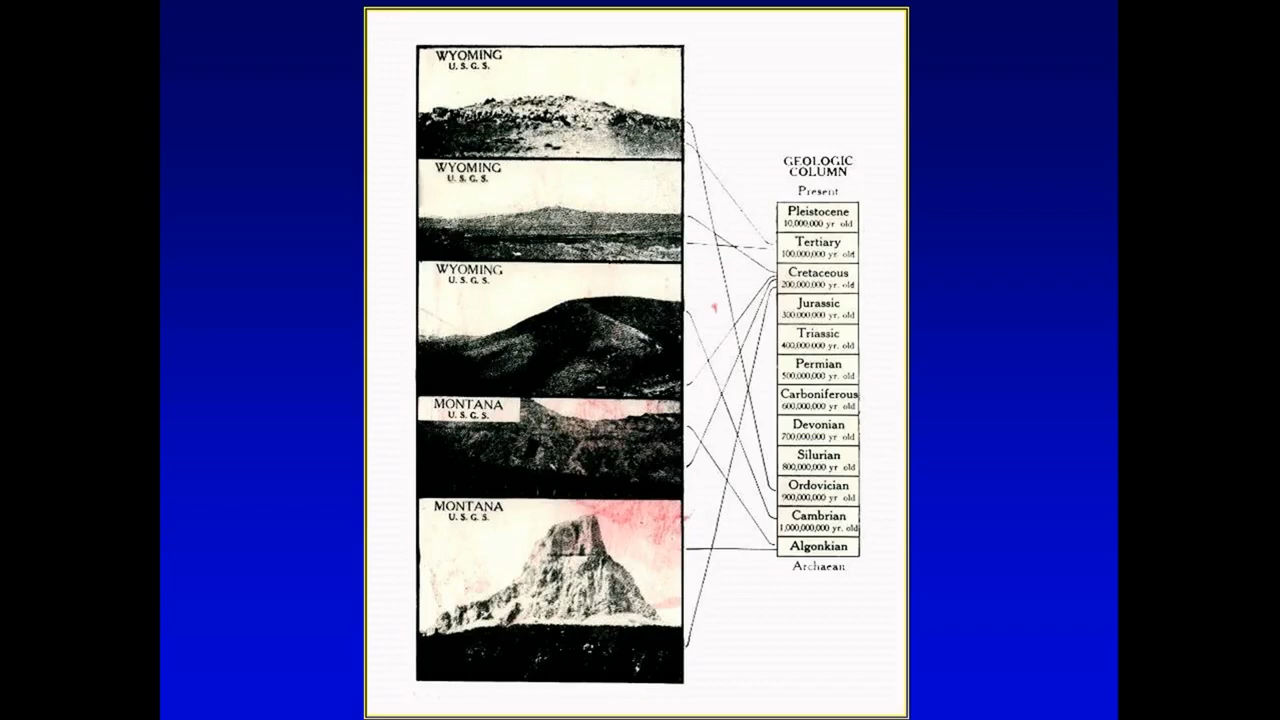 WYOMING
U. S. G. S.
WYOMING
U. S. G. S.
WYOMING
U. S. G. S.
MONTANA
U. S. G. S.
MONTANA
U. S. G. S.
GEOLOGIC
COLUMN
Present
Pleistocene
10,000,000 yr old
Tertiary
100,000,000 yr. old
Cretaceous
200,000,000 yr. old
Jurassic
300,000,000 yr. old
Triassic
400,000,000 yr. old
Permian
500,000,000 yr. old
Carboniferous
600,000,000 yr. old
Devonian
700,000,000 yr old
Silurian
800,000,000 yr old
Ordovician
900,000,000 yr. old
Cambrian
1,000,000,000 yr. old
Algonkian
Archaean